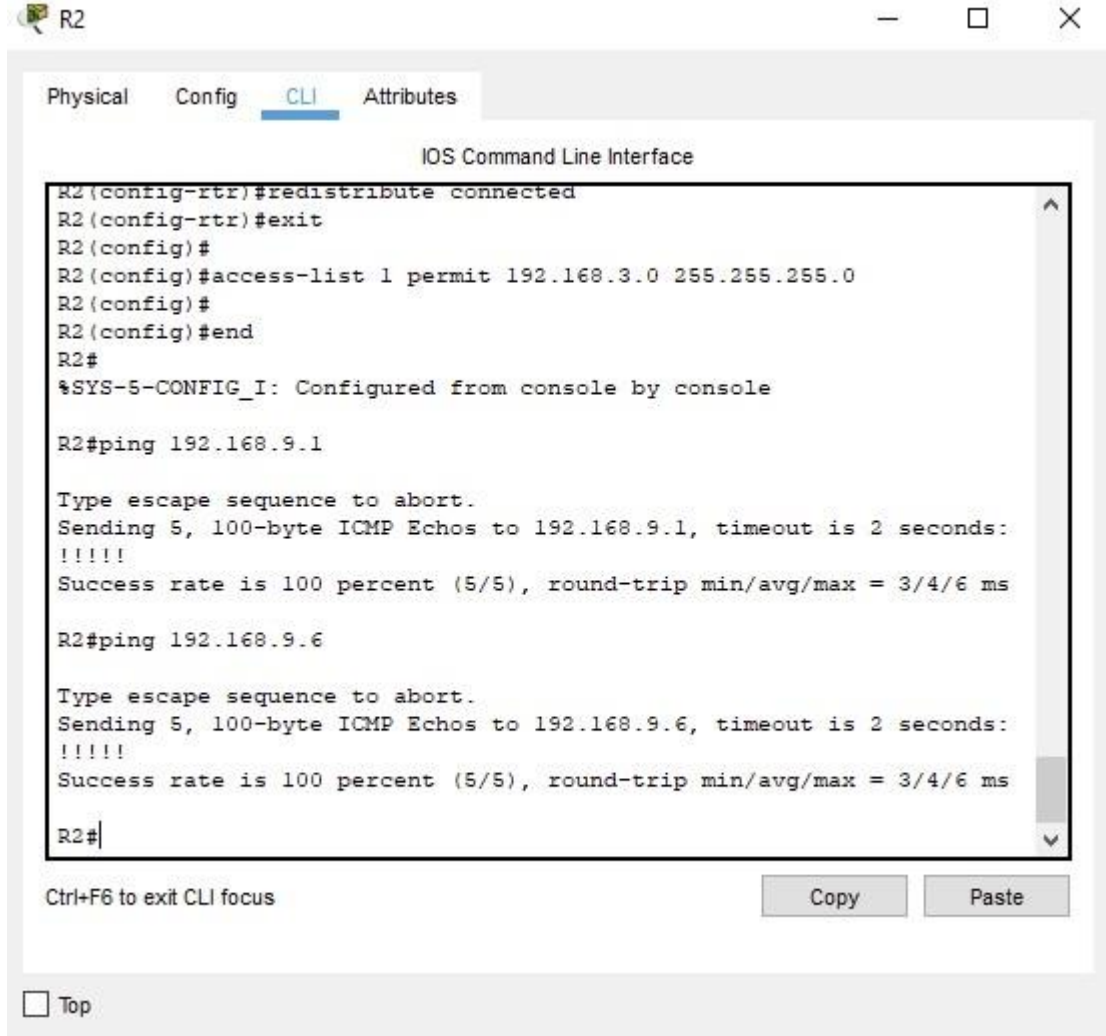 R2
Physical Config CLI Attributes
IOS Command Line Interface
R2(config-rtr)#redistribute connected
R2(config-rtr)#exit
R2(config)#
R2(config)#access-list 1 permit 192.168.3.0 255.255.255.0
R2(config)#
R2(config)#end
R2#
%SYS-5-CONFIG_I: Configured from console by console
R2#ping 192.168.9.1
Type escape sequence to abort.
Sending 5, 100-byte ICMP Echos to 192.168.9.1, timeout is 2 seconds:
!!!!!
Success rate is 100 percent (5/5), round-trip min/avg/max = 3/4/6 ms
R2#ping 192.168.9.6
Type escape sequence to abort.
Sending 5, 100-byte ICMP Echos to 192.168.9.6, timeout is 2 seconds:
!!!!!
Success rate is 100 percent (5/5), round-trip min/avg/max = 3/4/6 ms
R2#
Ctrl+F6 to exit CLI focus
Copy Paste
Top